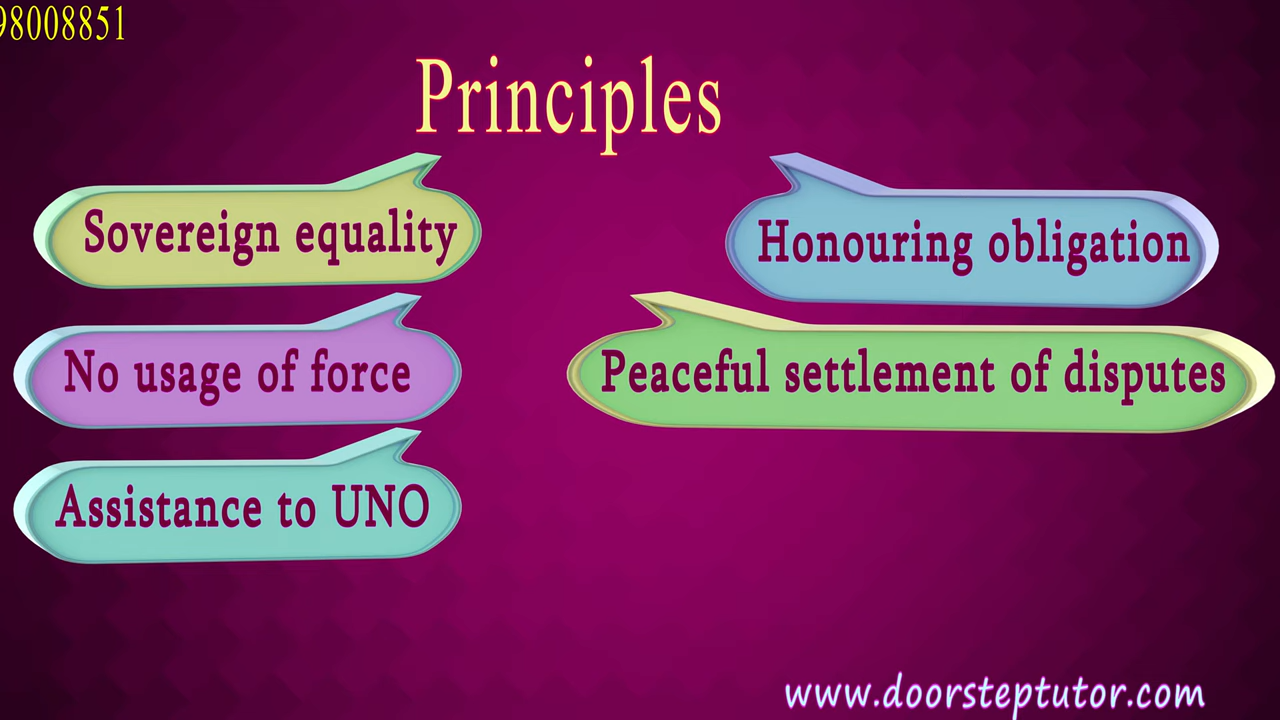 98008851
Principles
Sovereign equality
Honouring obligation
No usage of force
Peaceful settlement of disputes
Assistance to UNO
www.doorsteptutor.com